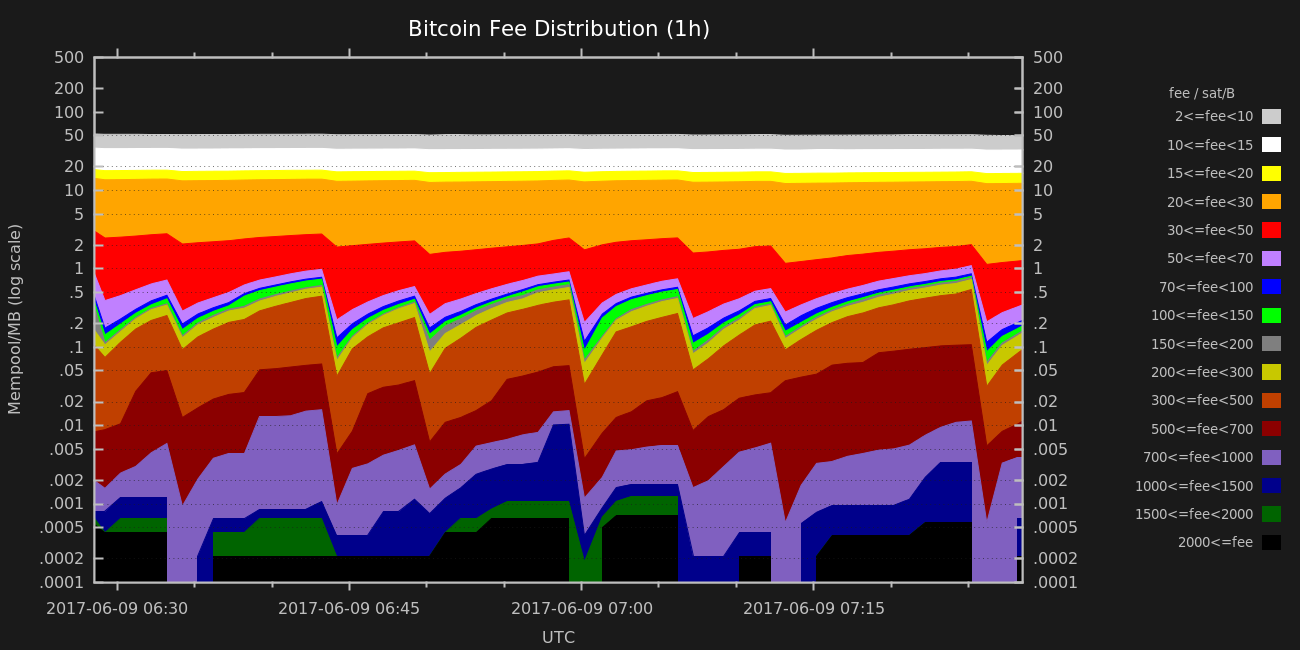 Bitcoin Fee Distribution (1h)
500
200
100
50
20
10
5
2
1
.5
.2
.1
.05
.02
.01
.005
.002
.001
.0005
.0002
.0001
Mempool/MB (log scale)
500
200
100
50
20
10
5
2
1
.5
.2
.1
.05
.02
.01
.005
.002
.001
.0005
.0002
.0001
2017-06-09 06:30 2017-06-09 06:45 2017-06-09 07:00 2017-06-09 07:15
UTC
fee / sat/B
2<=fee<10
10<=fee<15
15<=fee<20
20<=fee<30
30<=fee<50
50<=fee<70
70<=fee<100
100<=fee<150
150<=fee<200
200<=fee<300
300<=fee<500
500<=fee<700
700<=fee<1000
1000<=fee<1500
1500<=fee<2000
2000<=fee